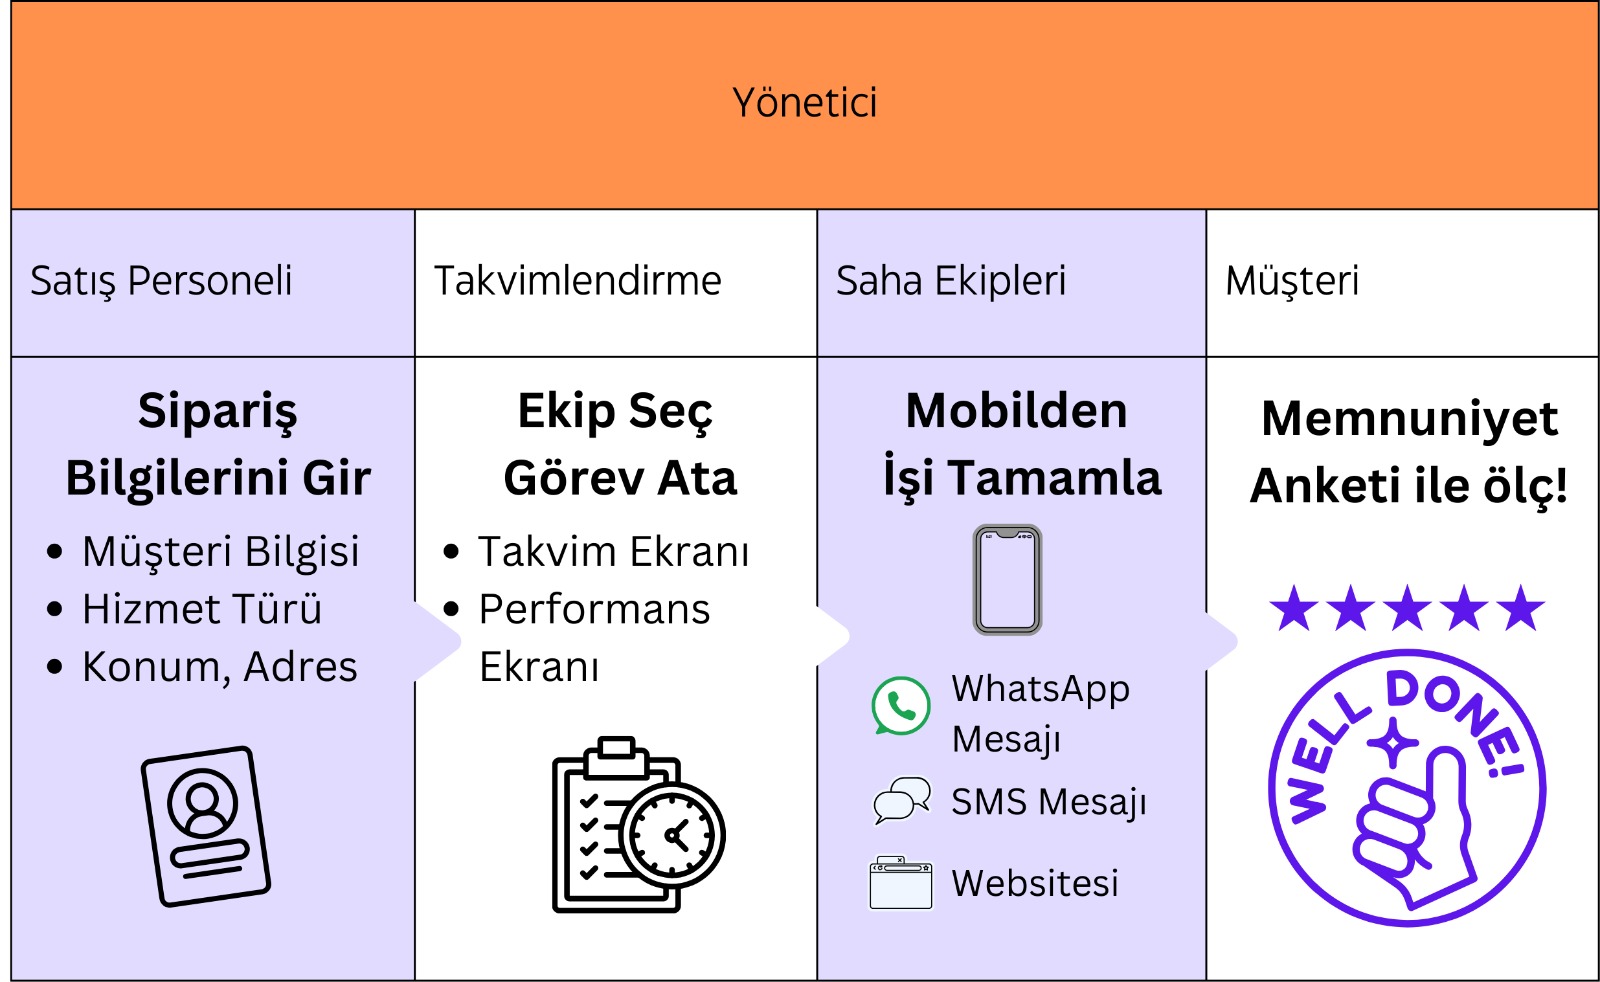 Yönetici
Satış Personeli
Takvimlendirme
Saha Ekipleri
Müşteri
Sipariş
Bilgilerini Gir
• Müşteri Bilgisi
• Hizmet Türü
• Konum, Adres
Ekip Seç
Görev Ata
• Takvim Ekranı
• Performans
Ekranı
Mobilden
İşi Tamamla
WhatsApp
Mesajı
SMS Mesajı
Websitesi
Memnuniyet
Anketi ile ölç!
WELL DONE!